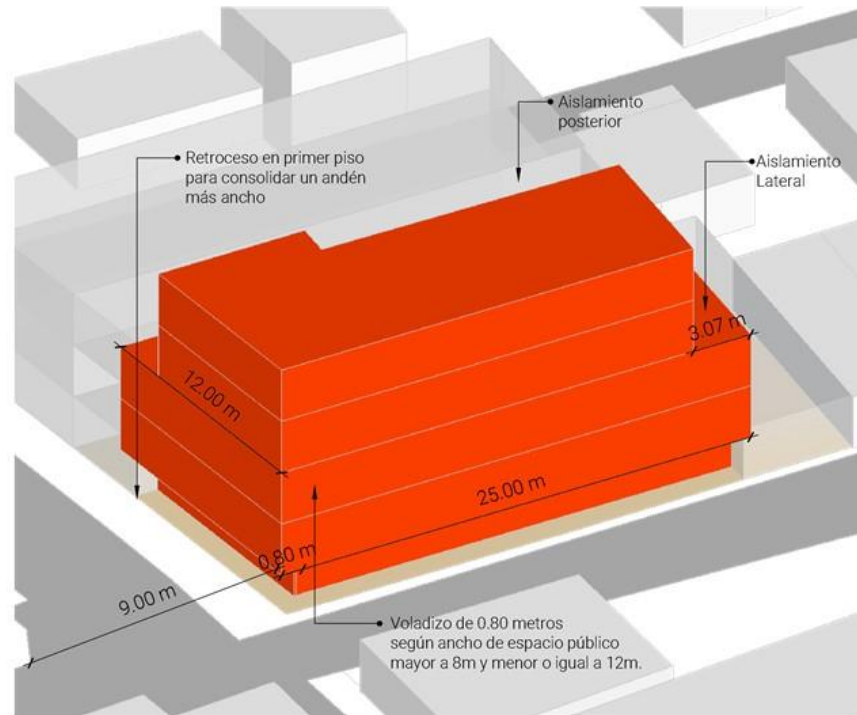 Aislamiento
posterior
Retroceso en primer piso
para consolidar un andén
más ancho
Aislamiento
Lateral
3.07 m
12.00 m
25.00 m
0.80 m
9.00 m
Voladizo de 0.80 metros
según ancho de espacio público
mayor a 8m y menor o igual a 12m.